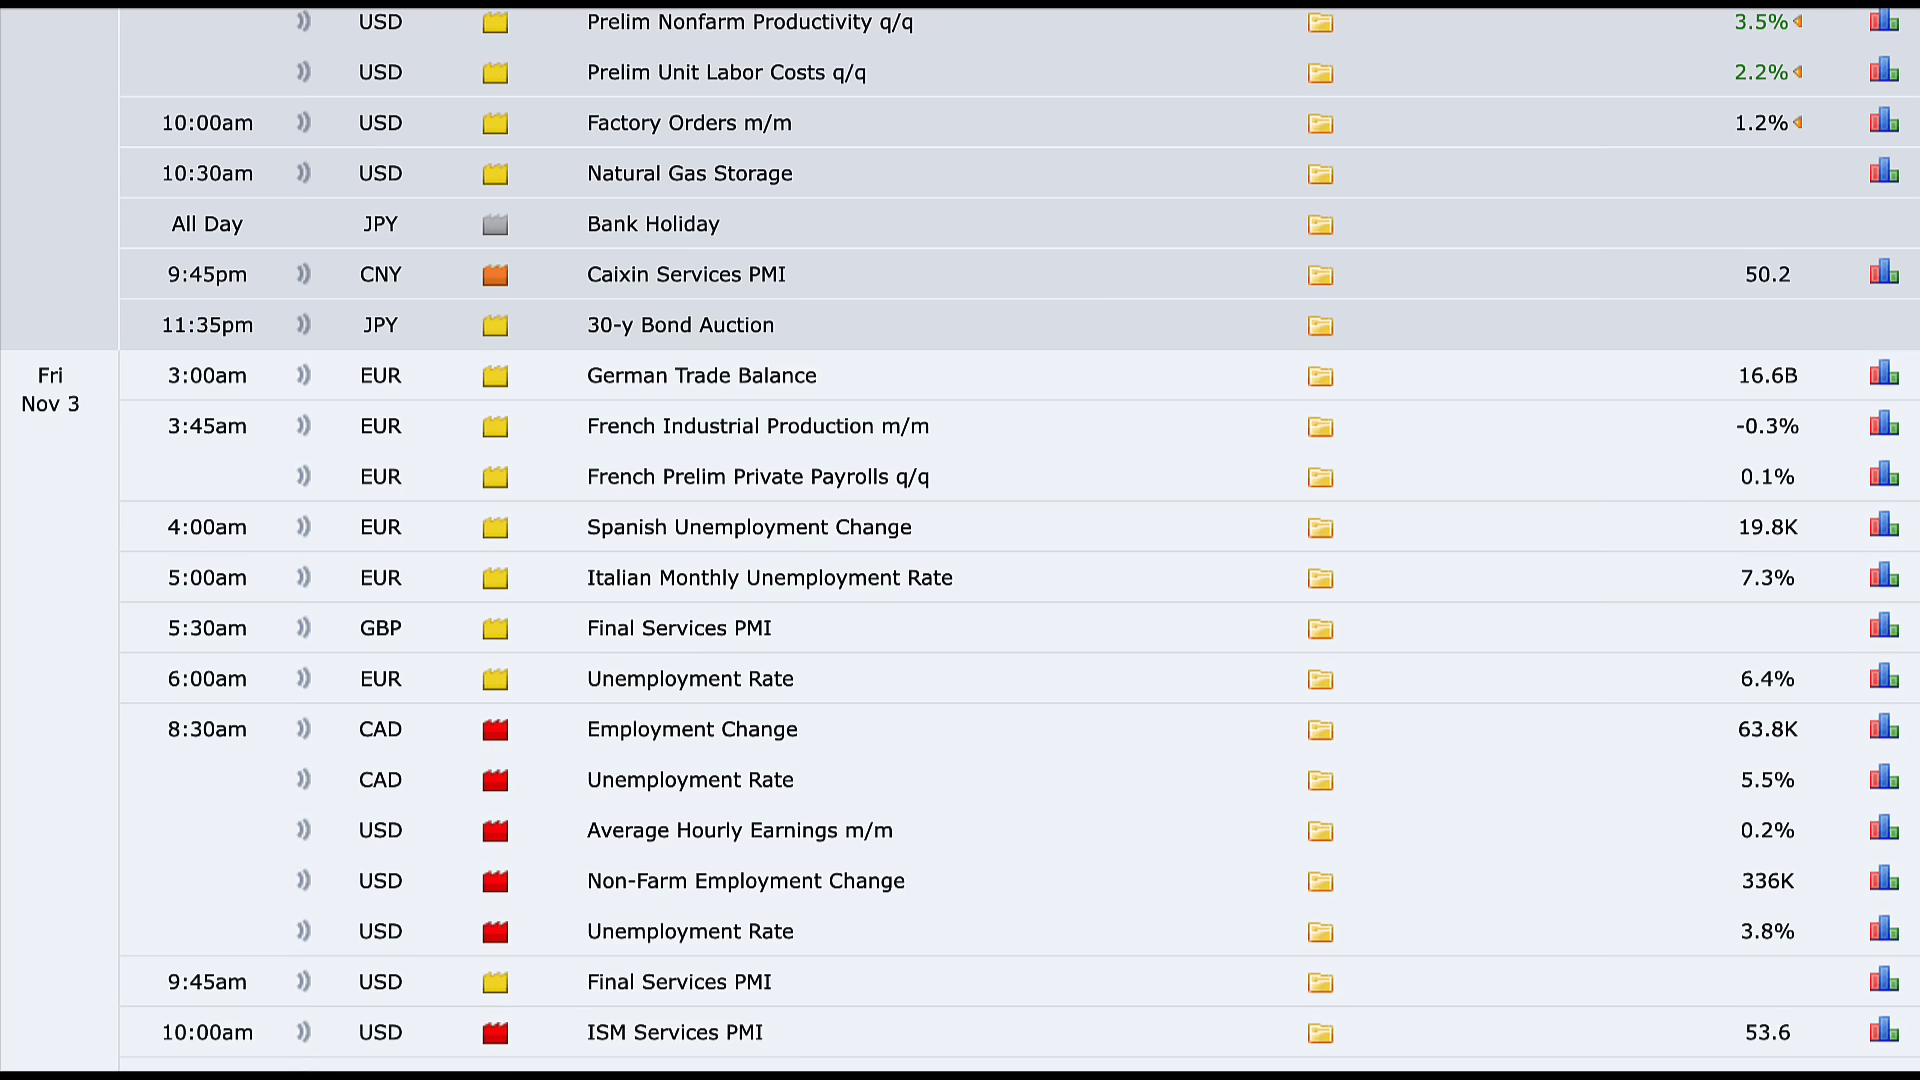 USD Prelim Nonfarm Productivity q/q 3.5%
USD Prelim Unit Labor Costs q/q 2.2%
10:00am USD Factory Orders m/m 1.2%
10:30am USD Natural Gas Storage
All Day JPY Bank Holiday
9:45pm CNY Caixin Services PMI 50.2
11:35pm JPY 30-y Bond Auction
Fri 3:00am EUR German Trade Balance 16.6B
Nov 3
3:45am EUR French Industrial Production m/m -0.3%
EUR French Prelim Private Payrolls q/q 0.1%
4:00am EUR Spanish Unemployment Change 19.8K
5:00am EUR Italian Monthly Unemployment Rate 7.3%
5:30am GBP Final Services PMI
6:00am EUR Unemployment Rate 6.4%
8:30am CAD Employment Change 63.8K
CAD Unemployment Rate 5.5%
USD Average Hourly Earnings m/m 0.2%
USD Non-Farm Employment Change 336K
USD Unemployment Rate 3.8%
9:45am USD Final Services PMI
10:00am USD ISM Services PMI 53.6